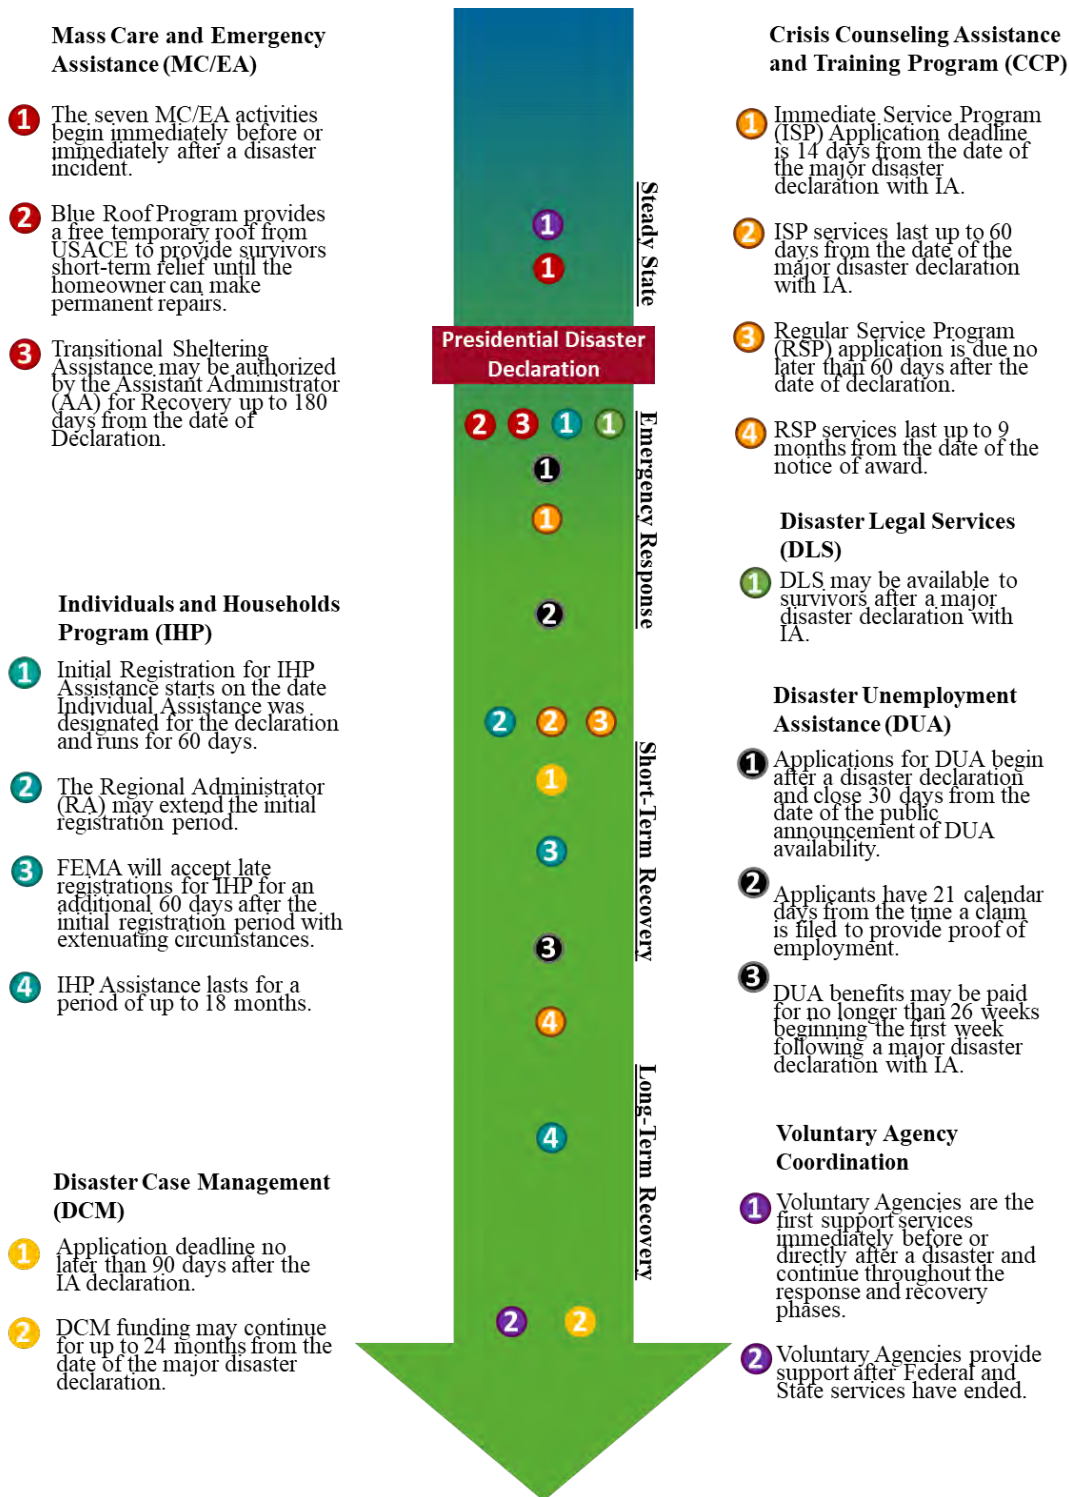 Mass Care and Emergency
Assistance (MC/EA)
1 The seven MC/EA activities
begin immediately before or
immediately after a disaster
incident.
2 Blue Roof Program provides
a free temporary roof from
USACE to provide survivors
short-term relief until the
homeowner can make
permanent repairs.
3 Transitional Sheltering
Assistance may be authorized
by the Assistant Administrator
(AA) for Recovery up to 180
days from the date of
Declaration.
Individuals and Households
Program (IHP)
1 Initial Registration for IHP
Assistance starts on the date
Individual Assistance was
designated for the declaration
and runs for 60 days.
2 The Regional Administrator
(RA) may extend the initial
registration period.
3 FEMA will accept late
registrations for IHP for an
additional 60 days after the
initial registration period with
extenuating circumstances.
4 IHP Assistance lasts for a
period of up to 18 months.
Disaster Case Management
(DCM)
1 Application deadline no
later than 90 days after the
IA declaration.
2 DCM funding may continue
for up to 24 months from the
date of the major disaster
declaration.
Steady State
1
1
Presidential Disaster
Declaration
Emergency Response
2 3 1 1
1
1
2
2 2 3
Short-Term Recovery
1
3
3
4
Long-Term Recovery
4
2 2
Crisis Counseling Assistance
and Training Program (CCP)
1 Immediate Service Program
(ISP) Application deadline
is 14 days from the date of
the major disaster
declaration with IA.
2 ISP services last up to 60
days from the date of the
major disaster declaration
with IA.
3 Regular Service Program
(RSP) application is due no
later than 60 days after the
date of declaration.
4 RSP services last up to 9
months from the date of the
notice of award.
Disaster Legal Services
(DLS)
1 DLS may be available to
survivors after a major
disaster declaration with
IA.
Disaster Unemployment
Assistance (DUA)
1 Applications for DUA begin
after a disaster declaration
and close 30 days from the
date of the public
announcement of DUA
availability.
2 Applicants have 21 calendar
days from the time a claim
is filed to provide proof of
employment.
3 DUA benefits may be paid
for no longer than 26 weeks
beginning the first week
following a major disaster
declaration with IA.
Voluntary Agency
Coordination
1 Voluntary Agencies are the
first support services
immediately before or
directly after a disaster and
continue throughout the
response and recovery
phases.
2 Voluntary Agencies provide
support after Federal and
State services have ended.